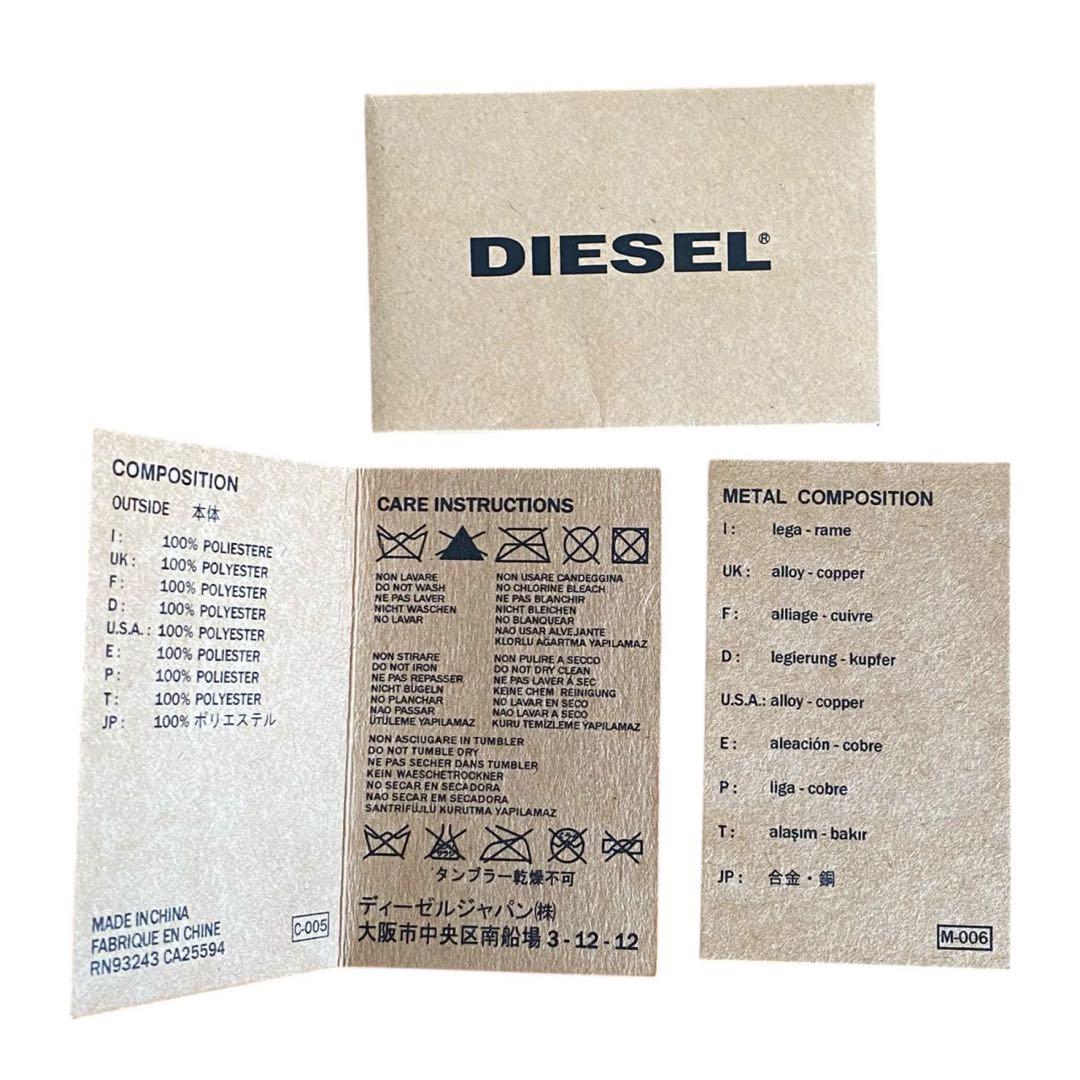 DIESEL®
COMPOSITION
OUTSIDE 本体
I: 100% POLIESTERE
UK: 100% POLYESTER
F: 100% POLYESTER
D: 100% POLYESTER
U.S.A.: 100% POLYESTER
E: 100% POLIESTER
P: 100% POLIESTER
T: 100% POLYESTER
JP: 100% ポリエステル
MADE IN CHINA
FABRIQUE EN CHINE
RN93243 CA25594
C-005
CARE INSTRUCTIONS
NON LAVARE
DO NOT WASH
NE PAS LAVER
NICHT WASCHEN
NO LAVAR
NON USARE CANDEGGINA
NO CHLORINE BLEACH
NE PAS BLANCHIR
NICHT BLEICHEN
NO BLANQUEAR
NAO USAR ALVEJANTE
KLORLU AĞARTMA YAPILAMAZ
NON STIRARE
DO NOT IRON
NE PAS REPASSER
NICHT BÜGELN
NO PLANCHAR
NAO PASSAR
ÜTÜLEME YAPILAMAZ
NON PULIRE A SECCO
DO NOT DRY CLEAN
NE PAS LAVER Á SEC
KEINE CHEM REINIGUNG
NO LAVAR EN SECO
NAO LAVAR A SECO
KURU TEMİZLEME YAPILAMAZ
NON ASCIUGARE IN TUMBLER
DO NOT TUMBLE DRY
NE PAS SECHER DANS TUMBLER
KEIN WAESCHETROCKNER
NO SECAR EN SECADORA
NAO SECAR EM SECADORA
SANTRİFÜJLÜ KURUTMA YAPILAMAZ
タンブラー乾燥不可
ディーゼルジャパン(株)
大阪市中央区南船場 3-12-12
METAL COMPOSITION
I: lega - rame
UK: alloy - copper
F: alliage - cuivre
D: legierung - kupfer
U.S.A.: alloy - copper
E: aleación - cobre
P: liga - cobre
T: alaşım - bakır
JP: 合金・銅
M-006